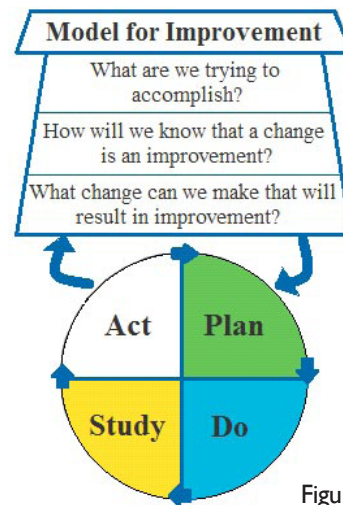 Model for Improvement
What are we trying to
accomplish?
How will we know that a change
is an improvement?
What change can we make that will
result in improvement?
Act
Plan
Study
Do
Figu